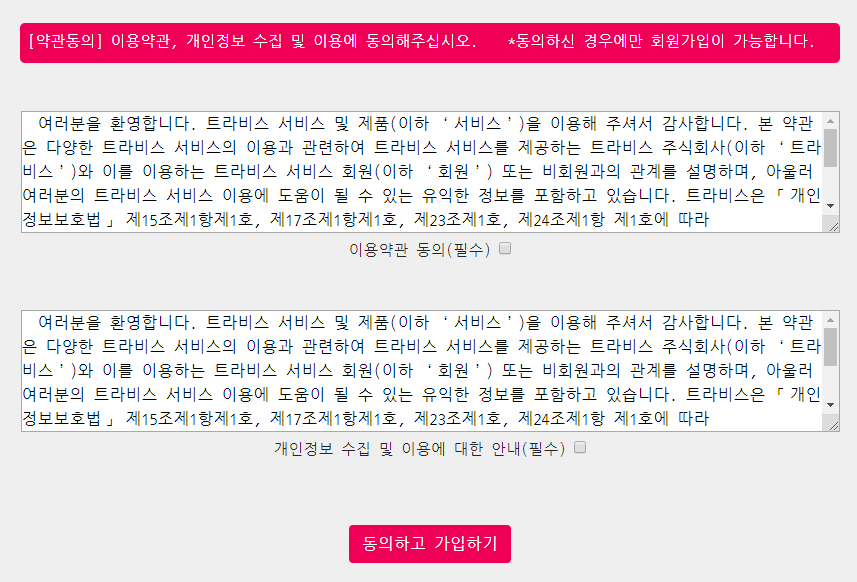 [약관동의] 이용약관, 개인정보 수집 및 이용에 동의해주십시오. *동의하신 경우에만 회원가입이 가능합니다.
여러분을 환영합니다. 트라비스 서비스 및 제품(이하 ‘서비스’)을 이용해 주셔서 감사합니다. 본 약관
은 다양한 트라비스 서비스의 이용과 관련하여 트라비스 서비스를 제공하는 트라비스 주식회사(이하 ‘트라
비스’)와 이를 이용하는 트라비스 서비스 회원(이하 ‘회원’) 또는 비회원과의 관계를 설명하며, 아울러
여러분의 트라비스 서비스 이용에 도움이 될 수 있는 유익한 정보를 포함하고 있습니다. 트라비스은 「개인
정보보호법」 제15조제1항제1호, 제17조제1항제1호, 제23조제1호, 제24조제1항 제1호에 따라
이용약관 동의(필수)
여러분을 환영합니다. 트라비스 서비스 및 제품(이하 ‘서비스’)을 이용해 주셔서 감사합니다. 본 약관
은 다양한 트라비스 서비스의 이용과 관련하여 트라비스 서비스를 제공하는 트라비스 주식회사(이하 ‘트라
비스’)와 이를 이용하는 트라비스 서비스 회원(이하 ‘회원’) 또는 비회원과의 관계를 설명하며, 아울러
여러분의 트라비스 서비스 이용에 도움이 될 수 있는 유익한 정보를 포함하고 있습니다. 트라비스은 「개인
정보보호법」 제15조제1항제1호, 제17조제1항제1호, 제23조제1호, 제24조제1항 제1호에 따라
개인정보 수집 및 이용에 대한 안내(필수)
동의하고 가입하기